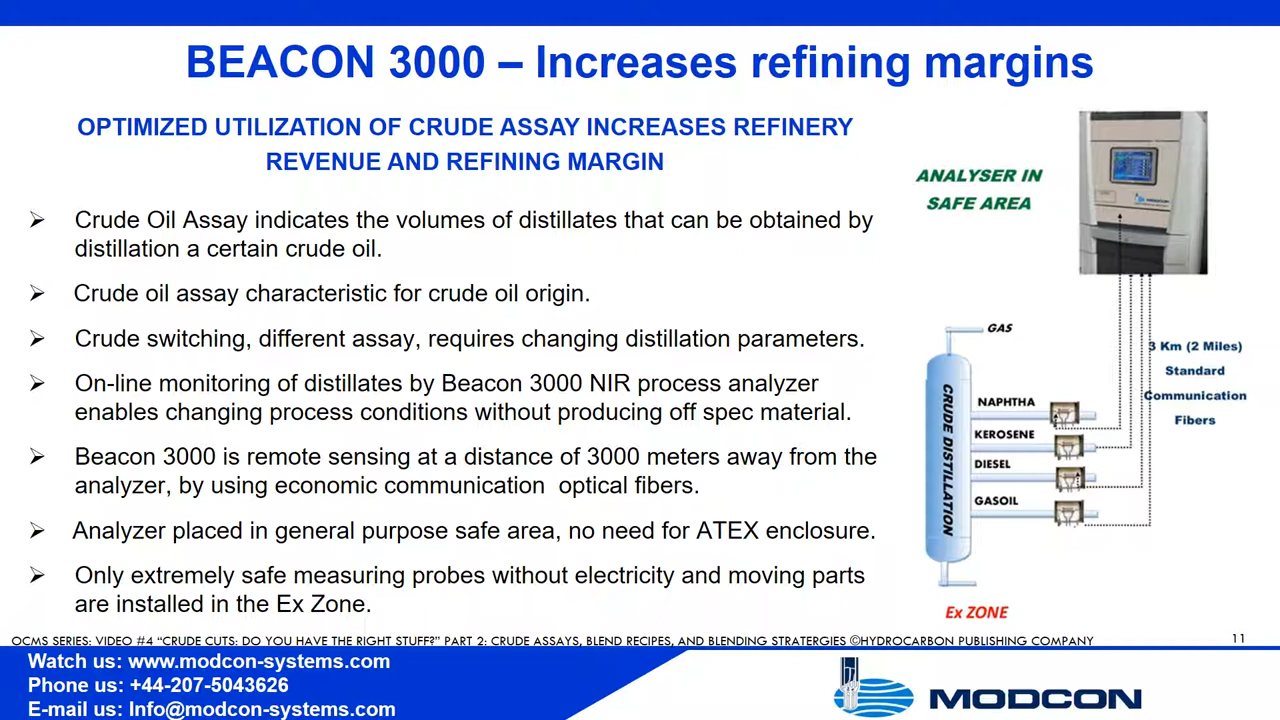 BEACON 3000 – Increases refining margins
OPTIMIZED UTILIZATION OF CRUDE ASSAY INCREASES REFINERY
REVENUE AND REFINING MARGIN
➢ Crude Oil Assay indicates the volumes of distillates that can be obtained by
distillation a certain crude oil.
➢ Crude oil assay characteristic for crude oil origin.
➢ Crude switching, different assay, requires changing distillation parameters.
➢ On-line monitoring of distillates by Beacon 3000 NIR process analyzer
enables changing process conditions without producing off spec material.
➢ Beacon 3000 is remote sensing at a distance of 3000 meters away from the
analyzer, by using economic communication optical fibers.
➢ Analyzer placed in general purpose safe area, no need for ATEX enclosure.
➢ Only extremely safe measuring probes without electricity and moving parts
are installed in the Ex Zone.
ANALYSER IN
SAFE AREA
MODCON
GAS
3 Km (2 Miles)
Standard
Communication
Fibers
NAPHTHA
KEROSENE
DIESEL
GASOIL
CRUDE DISTILLATION
Ex ZONE
OCMS SERIES: VIDEO #4 “CRUDE CUTS: DO YOU HAVE THE RIGHT STUFF?” PART 2: CRUDE ASSAYS, BLEND RECIPES, AND BLENDING STRATERGIES ©HYDROCARBON PUBLISHING COMPANY
11
Watch us: www.modcon-systems.com
Phone us: +44-207-5043626
E-mail us: Info@modcon-systems.com
MODCON